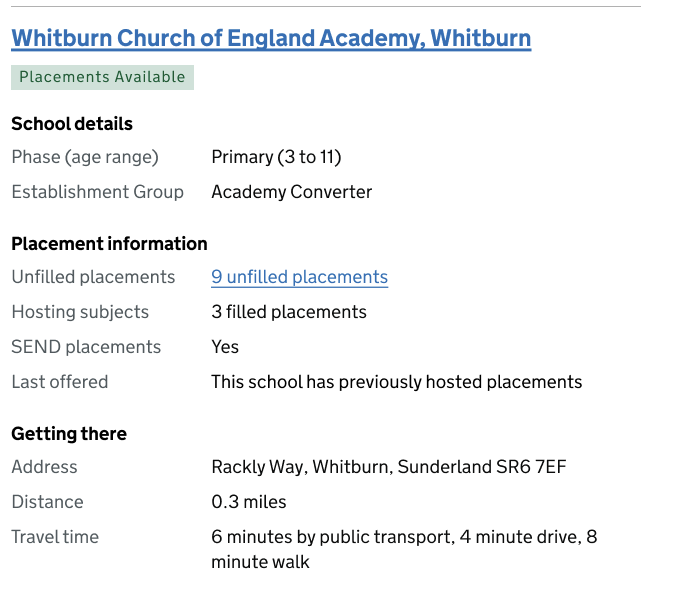 Whitburn Church of England Academy, Whitburn
Placements Available
School details
Phase (age range) Primary (3 to 11)
Establishment Group Academy Converter
Placement information
Unfilled placements 9 unfilled placements
Hosting subjects 3 filled placements
SEND placements Yes
Last offered This school has previously hosted placements
Getting there
Address Rackly Way, Whitburn, Sunderland SR6 7EF
Distance 0.3 miles
Travel time 6 minutes by public transport, 4 minute drive, 8
minute walk